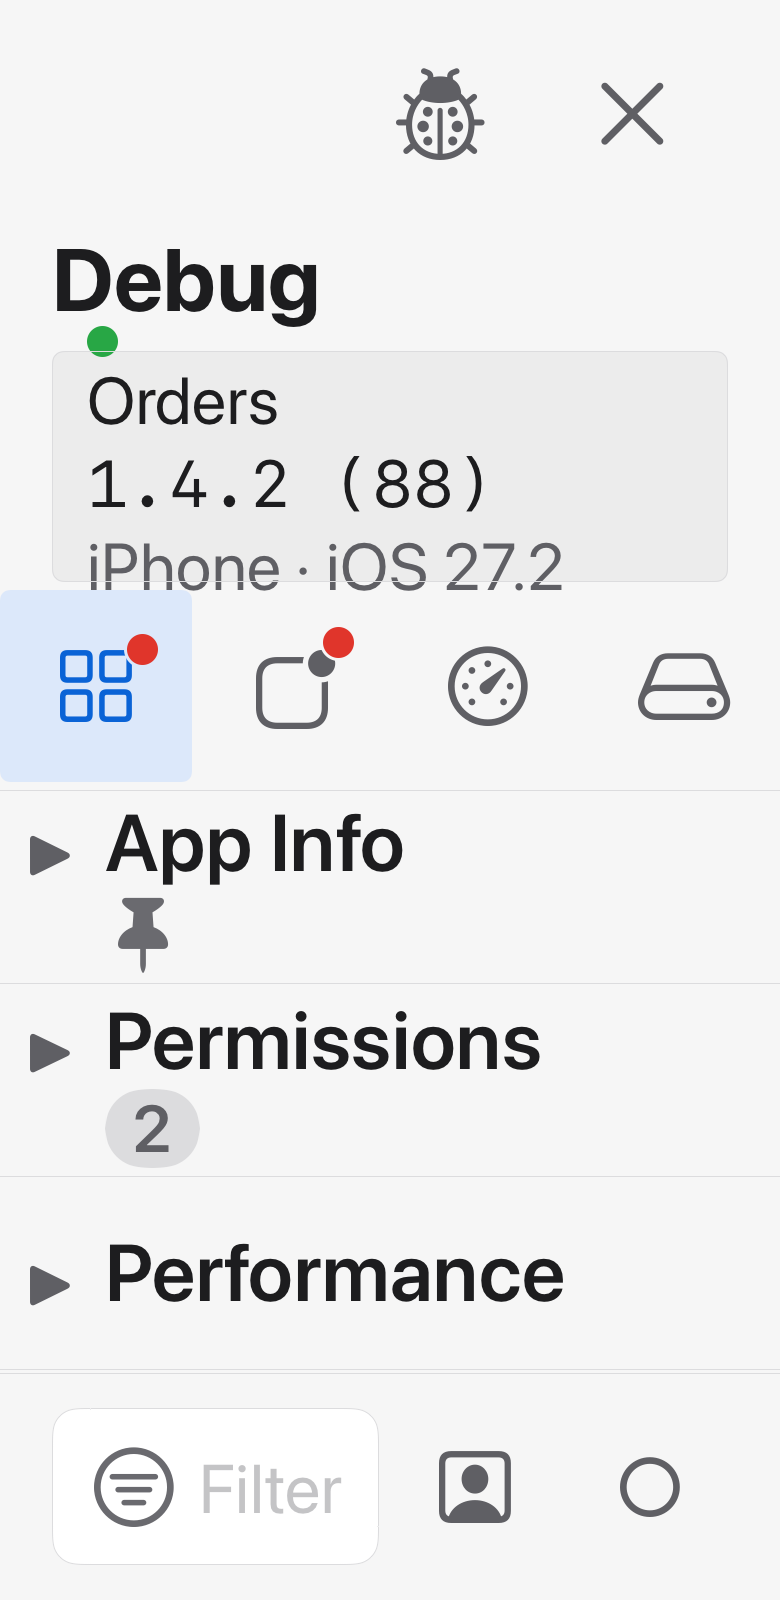 Debug
Orders
1.4.2 (88)
iPhone · iOS 27.2
App Info
Permissions
2
Performance
Filter